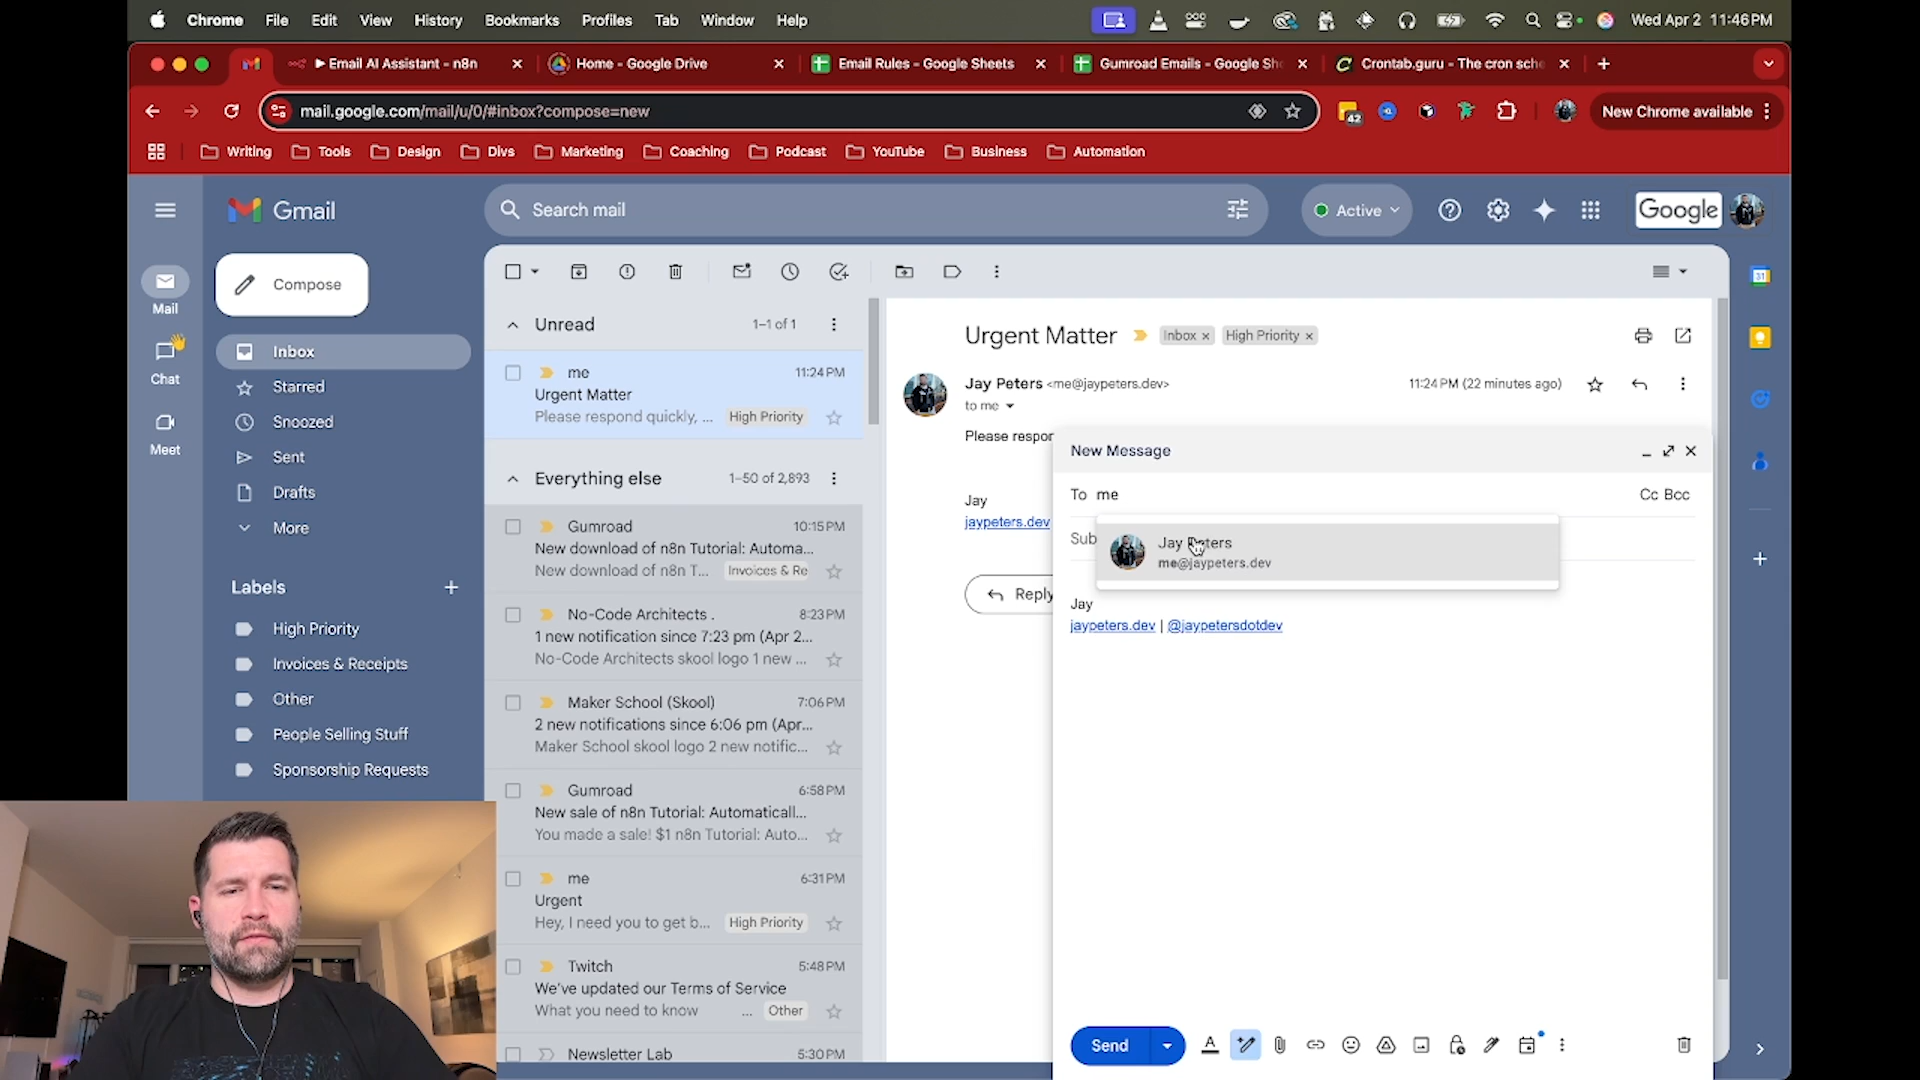 Chrome File Edit View History Bookmarks Profiles Tab Window Help Wed Apr 2 11:46PM
Email AI Assistant - n8n Home - Google Drive Email Rules - Google Sheets Gumroad Emails - Google She Crontab.guru - The cron sche
mail.google.com/mail/u/0/#inbox?compose=new 42 New Chrome available
Writing Tools Design Divs Marketing Coaching Podcast YouTube Business Automation
Gmail Search mail Active Google
Compose
Mail
Chat
Meet
Inbox
Starred
Snoozed
Sent
Drafts
More
Labels
High Priority
Invoices & Receipts
Other
People Selling Stuff
Sponsorship Requests
Unread 1–1 of 1
me 11:24 PM
Urgent Matter
Please respond quickly, ... High Priority
Everything else 1–50 of 2,893
Gumroad 10:15 PM
New download of n8n Tutorial: Automa...
New download of n8n T... Invoices & Re
No-Code Architects . 8:23 PM
1 new notification since 7:23 pm (Apr 2...
No-Code Architects skool logo 1 new ...
Maker School (Skool) 7:06 PM
2 new notifications since 6:06 pm (Apr...
Maker School skool logo 2 new notific...
Gumroad 6:58 PM
New sale of n8n Tutorial: Automaticall...
You made a sale! $1 n8n Tutorial: Auto...
me 6:31 PM
Urgent
Hey, I need you to get b... High Priority
Twitch 5:48 PM
We've updated our Terms of Service
What you need to know ... Other
Newsletter Lab 5:30 PM
Urgent Matter Inbox × High Priority ×
Jay Peters <me@jaypeters.dev> 11:24 PM (22 minutes ago)
to me
Please respon
Jay
jaypeters.dev
Reply
New Message
To me Cc Bcc
Sub
Jay Peters
me@jaypeters.dev
Jay
jaypeters.dev | @jaypetersdotdev
Send